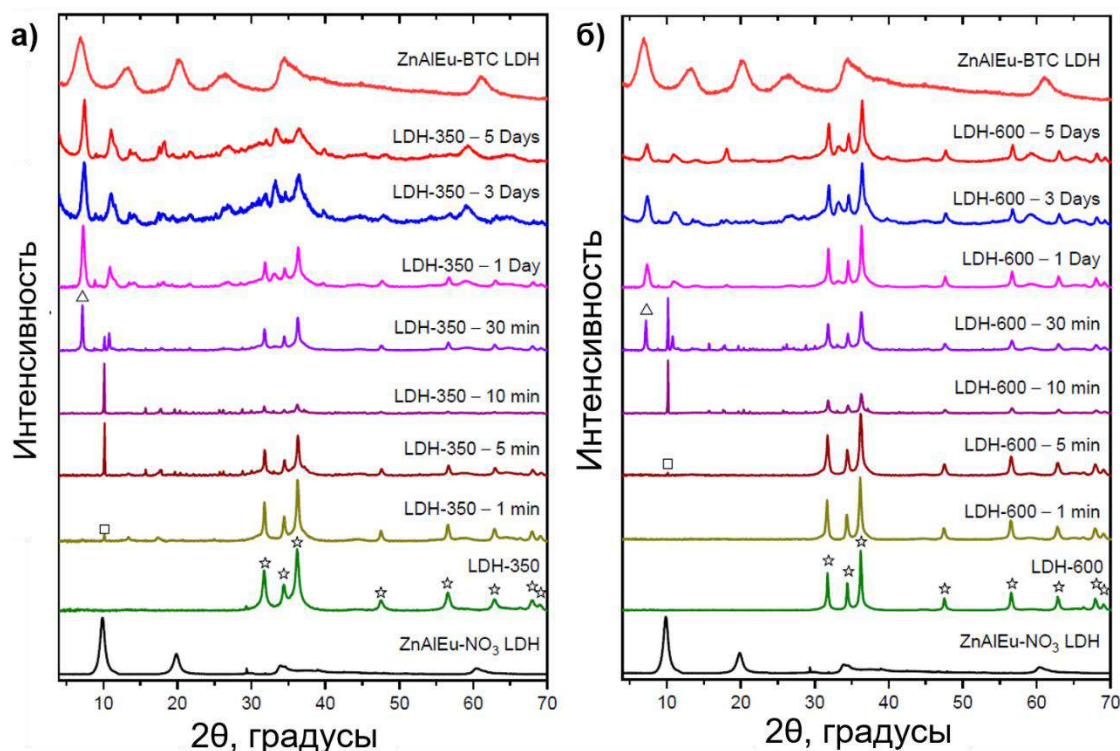 а)
ZnAlEu-BTC LDH
LDH-350 – 5 Days
LDH-350 – 3 Days
LDH-350 – 1 Day
LDH-350 – 30 min
LDH-350 – 10 min
LDH-350 – 5 min
LDH-350 – 1 min
LDH-350
ZnAlEu-NO₃ LDH
Интенсивность
10 20 30 40 50 60 70
2θ, градусы
б)
ZnAlEu-BTC LDH
LDH-600 – 5 Days
LDH-600 – 3 Days
LDH-600 – 1 Day
LDH-600 – 30 min
LDH-600 – 10 min
LDH-600 – 5 min
LDH-600 – 1 min
LDH-600
ZnAlEu-NO₃ LDH
Интенсивность
10 20 30 40 50 60 70
2θ, градусы